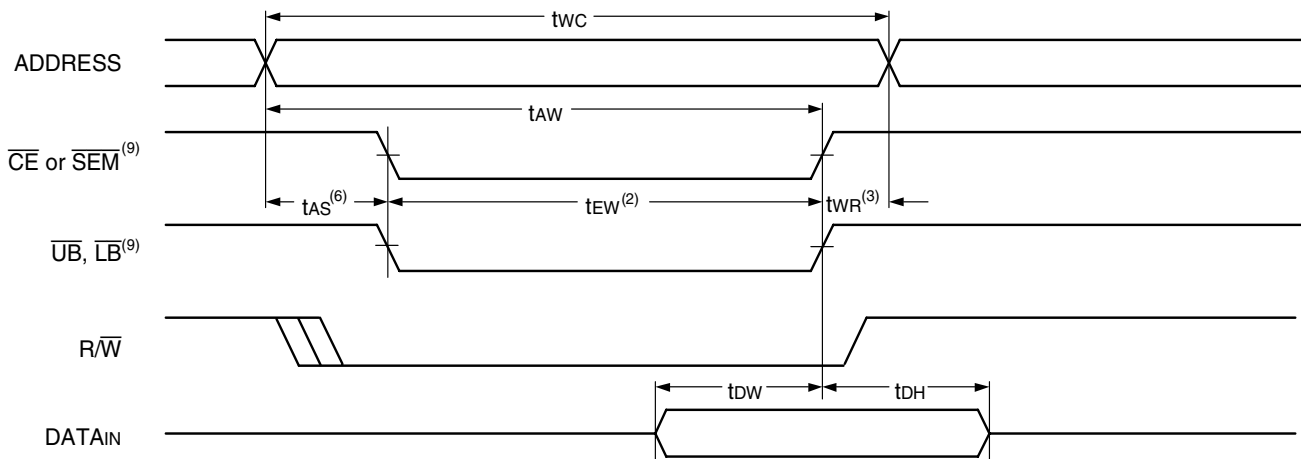 tWC
ADDRESS
tAW
CE or SEM(9)
tAS(6) tEW(2) tWR(3)
UB, LB(9)
R/W
tDW tDH
DATAIN